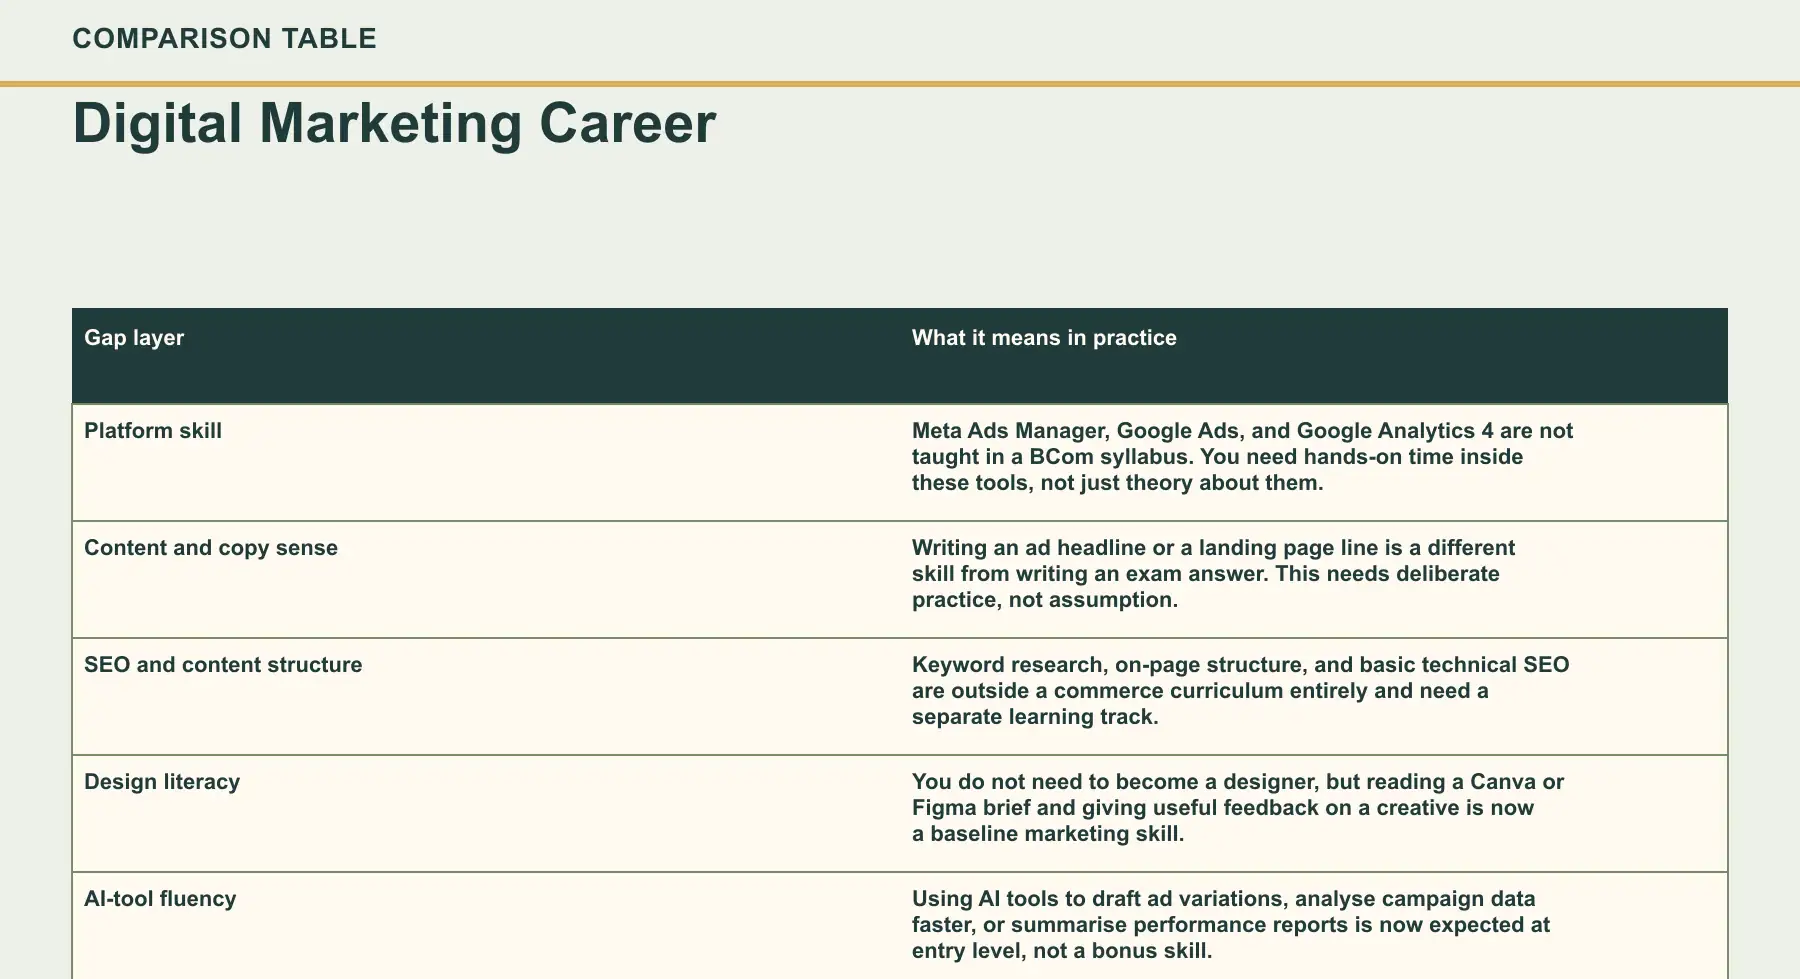 COMPARISON TABLE
Digital Marketing Career
Gap layer
What it means in practice
Platform skill
Meta Ads Manager, Google Ads, and Google Analytics 4 are not
taught in a BCom syllabus. You need hands-on time inside
these tools, not just theory about them.
Content and copy sense
Writing an ad headline or a landing page line is a different
skill from writing an exam answer. This needs deliberate
practice, not assumption.
SEO and content structure
Keyword research, on-page structure, and basic technical SEO
are outside a commerce curriculum entirely and need a
separate learning track.
Design literacy
You do not need to become a designer, but reading a Canva or
Figma brief and giving useful feedback on a creative is now
a baseline marketing skill.
AI-tool fluency
Using AI tools to draft ad variations, analyse campaign data
faster, or summarise performance reports is now expected at
entry level, not a bonus skill.